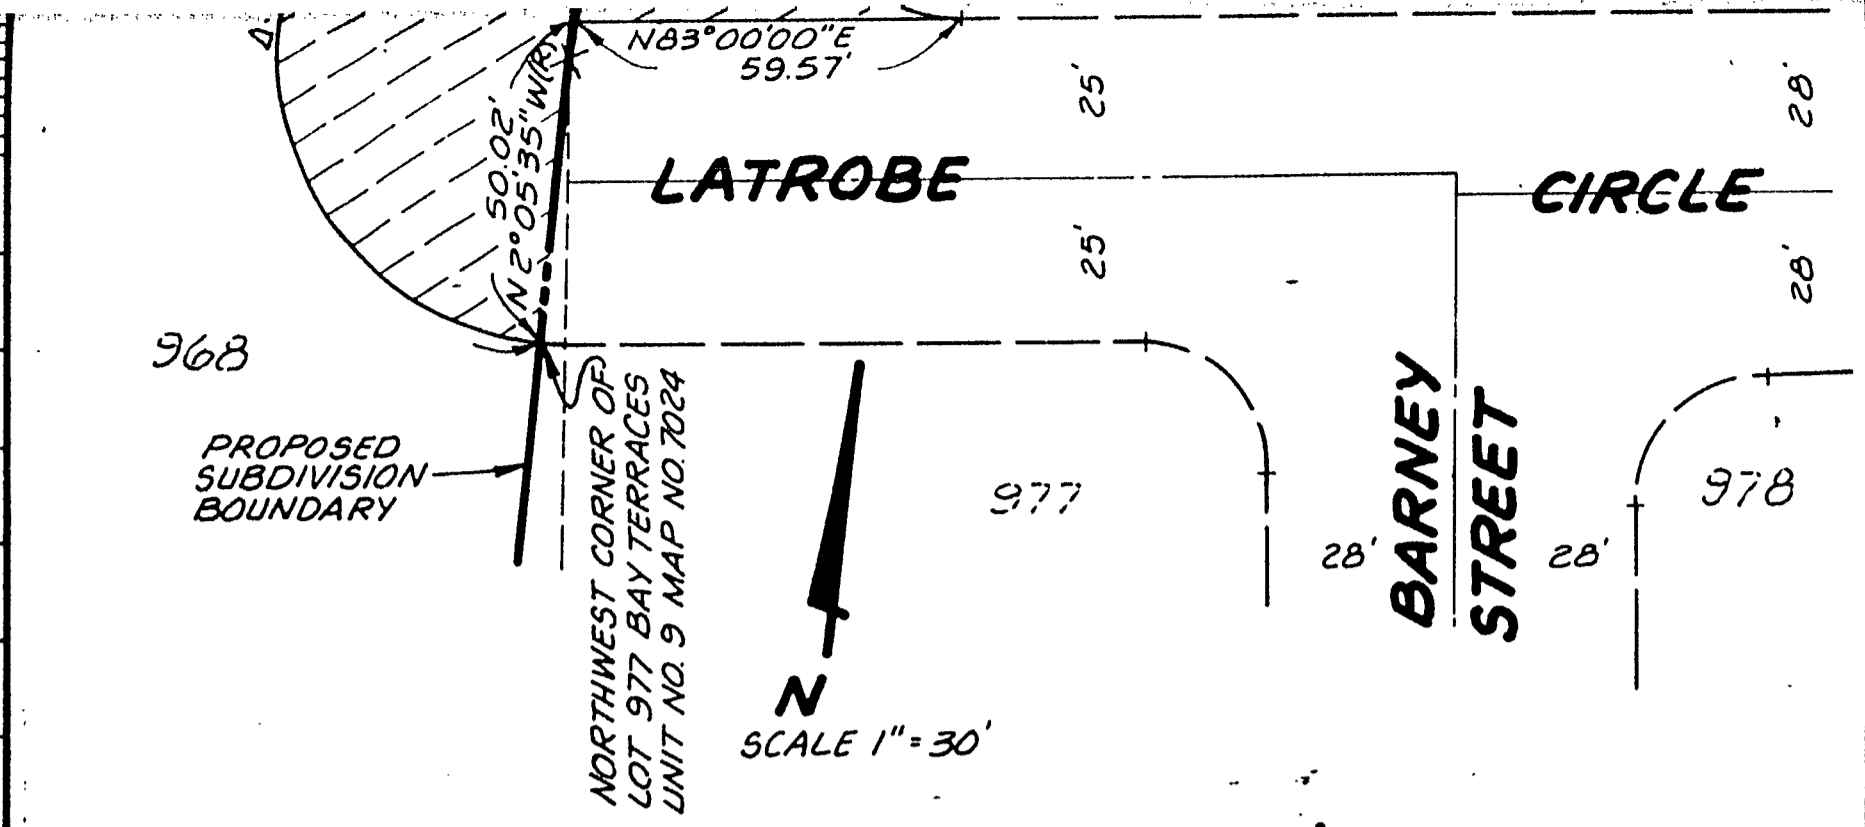 N83°00'00"E
59.57'
50.02'
N 2°05'35"W(R)
25'
28'
LATROBE CIRCLE
25'
28'
968
PROPOSED
SUBDIVISION
BOUNDARY
NORTHWEST CORNER OF
LOT 977 BAY TERRACES
UNIT NO. 9 MAP NO. 7024
977
BARNEY
STREET
28'
28'
978
N
SCALE 1"=30'